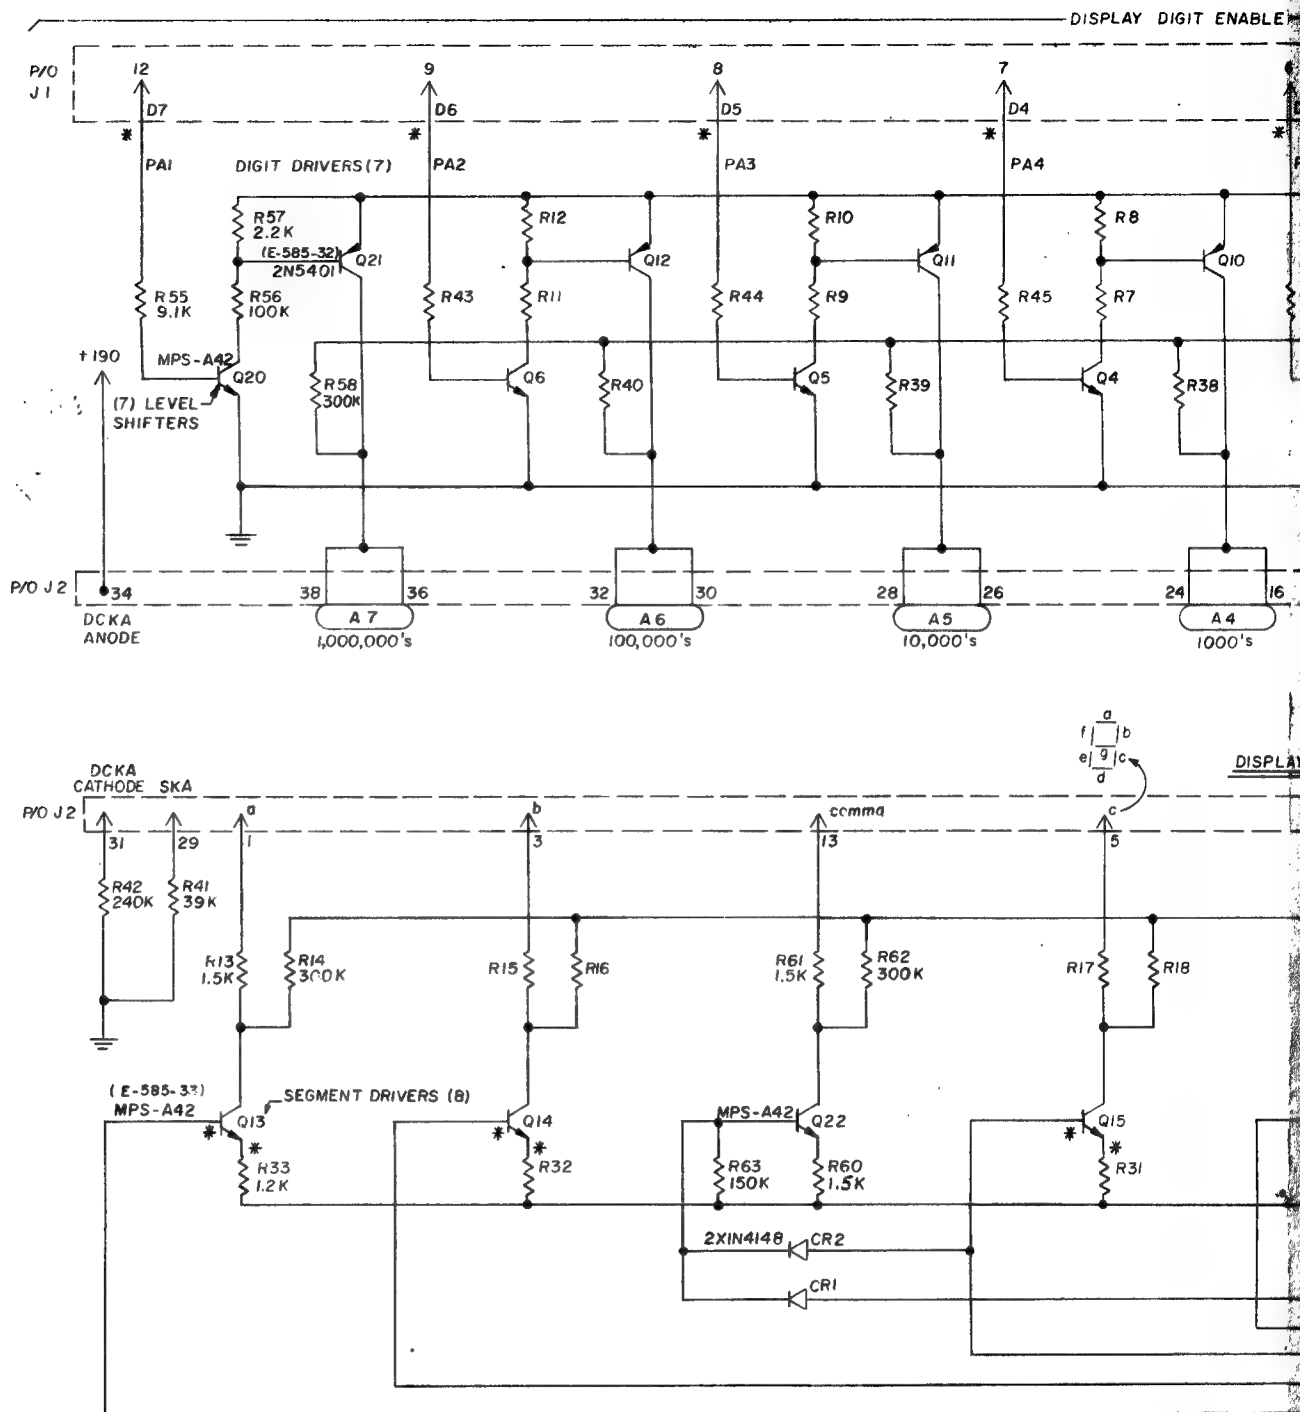 DISPLAY DIGIT ENABLE
P/O J1
12 9 8 7
D7 D6 D5 D4
* * * * *
PA1 DIGIT DRIVERS(7) PA2 PA3 PA4
R57 2.2K
R12 R10 R8
(E-585-32) 2N5401
Q21 Q12 Q11 Q10
R55 9.1K
R56 100K
R43 R11 R44 R9 R45 R7
+190
MPS-A42
Q20 Q6 Q5 Q4
R58 300K
R40 R39 R38
(7) LEVEL SHIFTERS
P/O J2
34 38 36 32 30 28 26 24 16
DCKA ANODE
A7 A6 A5 A4
1,000,000's 100,000's 10,000's 1000's
a
f b
g
e c
d
DISPLA
DCKA CATHODE SKA
P/O J2
a b comma c
31 29 1 3 13 5
R42 240K
R41 39K
R13 1.5K
R14 300K
R15 R16
R61 1.5K
R62 300K
R17 R18
(E-585-33) MPS-A42
SEGMENT DRIVERS (8)
MPS-A42
Q13 Q14 Q22 Q15
* * * * * *
R33 1.2K
R32
R63 150K
R60 1.5K
R31
2X1N4148 CR2
CR1